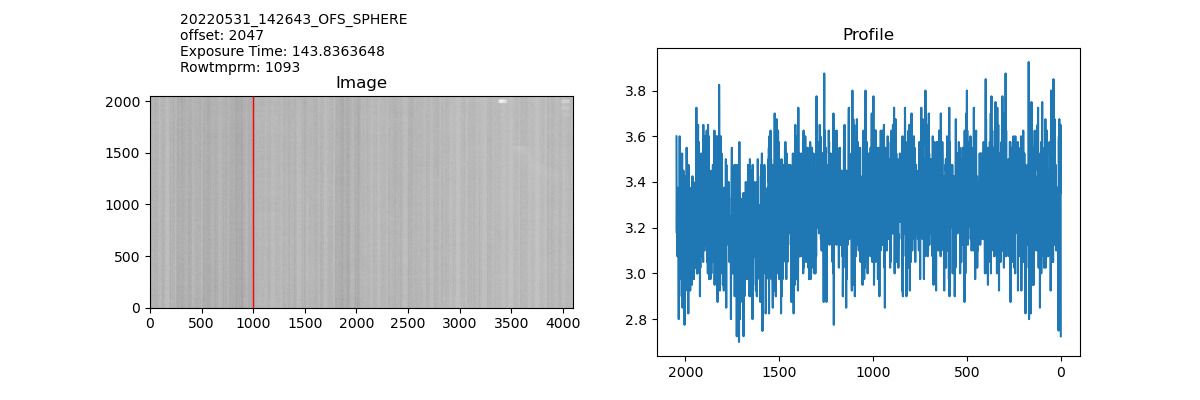 20220531_142643_OFS_SPHERE
offset: 2047
Exposure Time: 143.8363648
Rowtmprm: 1093
Image
2000
1500
1000
500
0
0 500 1000 1500 2000 2500 3000 3500 4000
Profile
3.8
3.6
3.4
3.2
3.0
2.8
2000 1500 1000 500 0